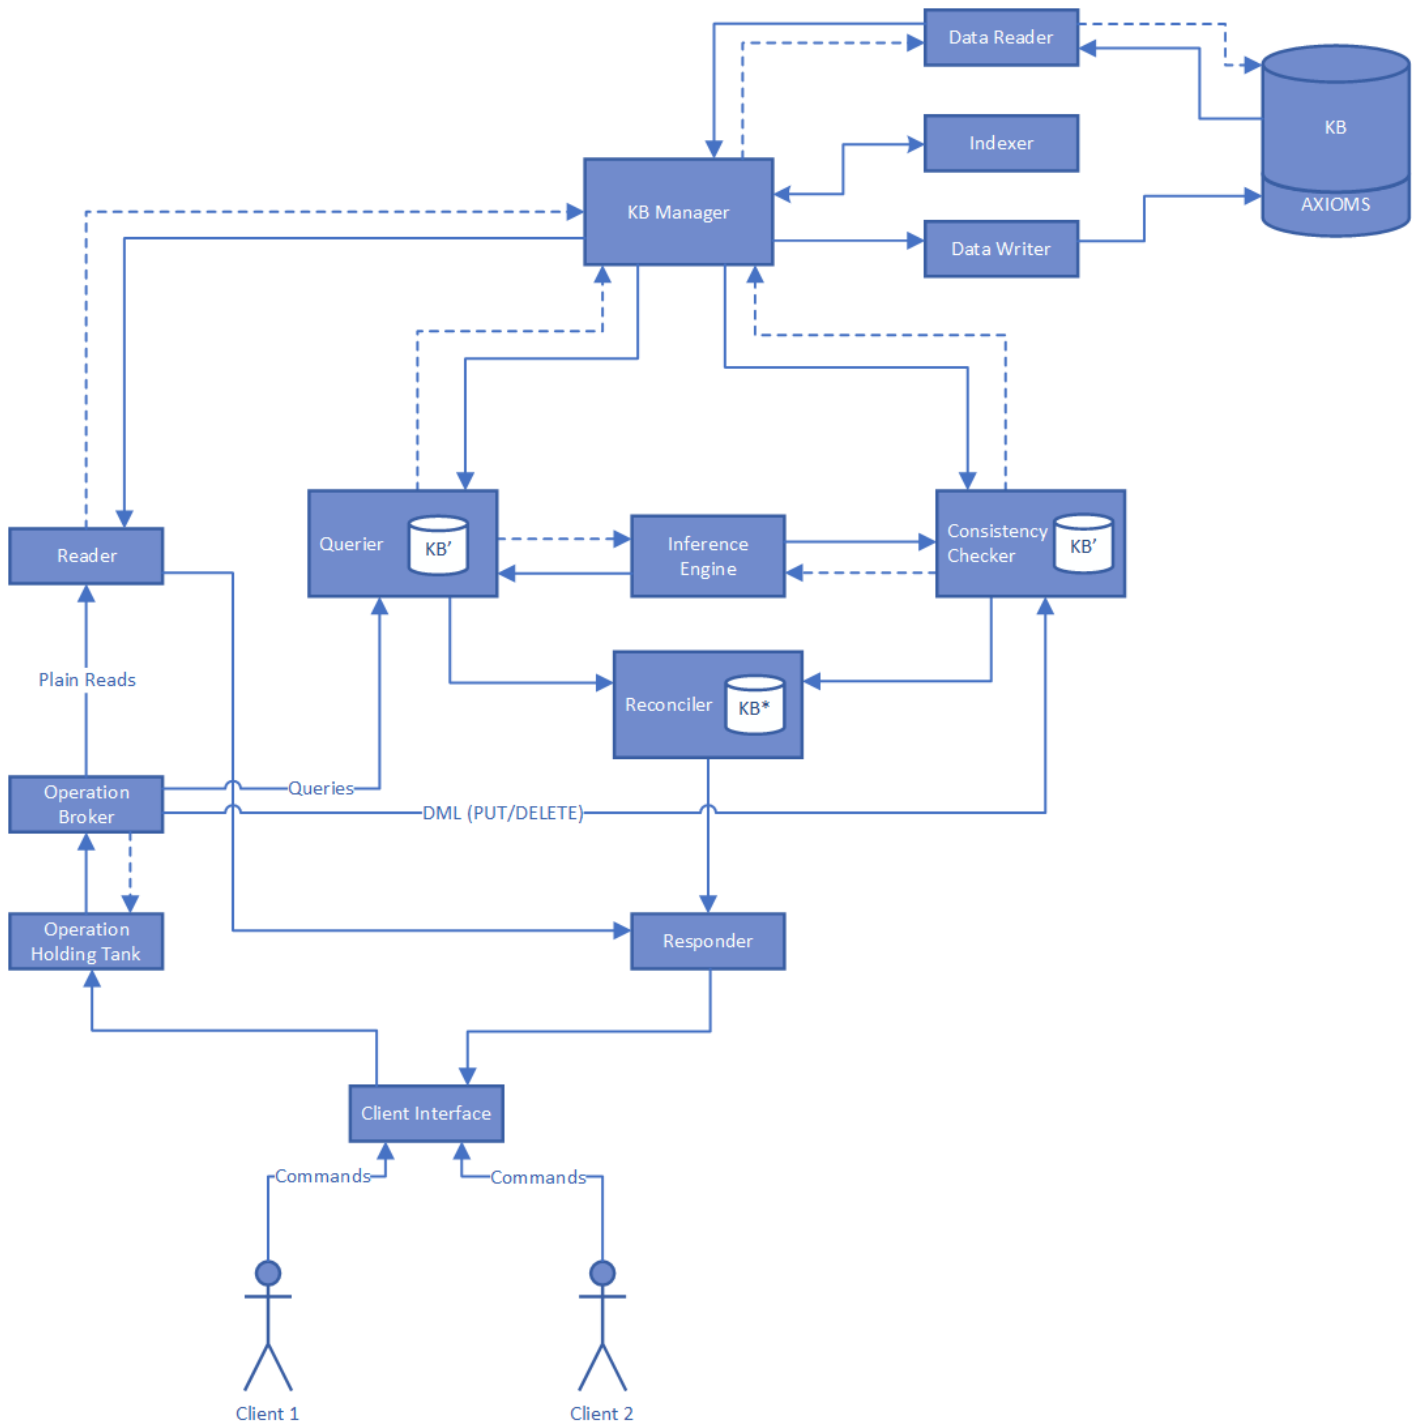 Data Reader
KB
Indexer
KB Manager
AXIOMS
Data Writer
Reader
Querier
KB’
Inference
Engine
Consistency
Checker
KB’
Plain Reads
Reconciler
KB*
Operation
Broker
Queries
DML (PUT/DELETE)
Operation
Holding Tank
Responder
Client Interface
Commands
Commands
Client 1
Client 2